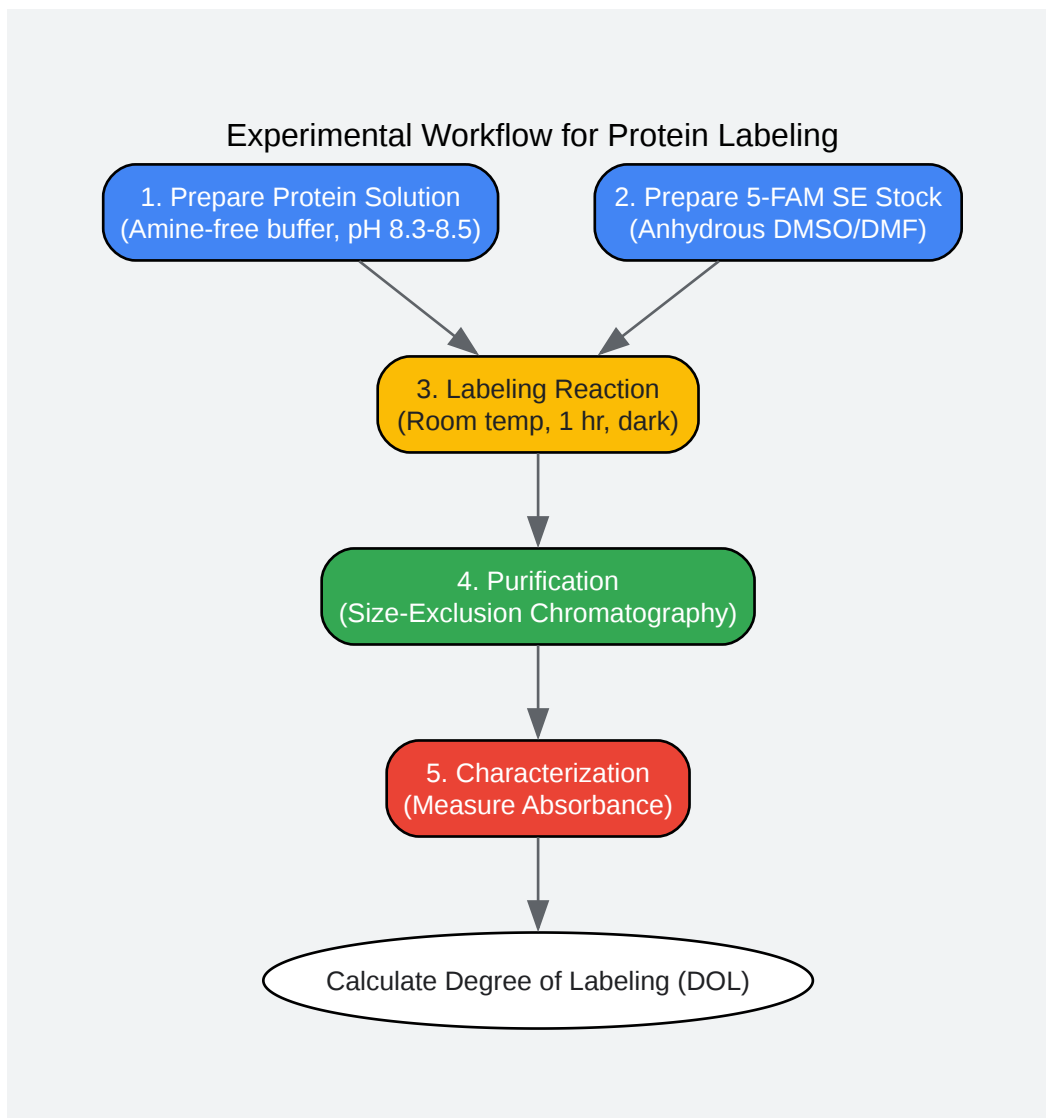 Experimental Workflow for Protein Labeling
1. Prepare Protein Solution
(Amine-free buffer, pH 8.3-8.5)
2. Prepare 5-FAM SE Stock
(Anhydrous DMSO/DMF)
3. Labeling Reaction
(Room temp, 1 hr, dark)
4. Purification
(Size-Exclusion Chromatography)
5. Characterization
(Measure Absorbance)
Calculate Degree of Labeling (DOL)